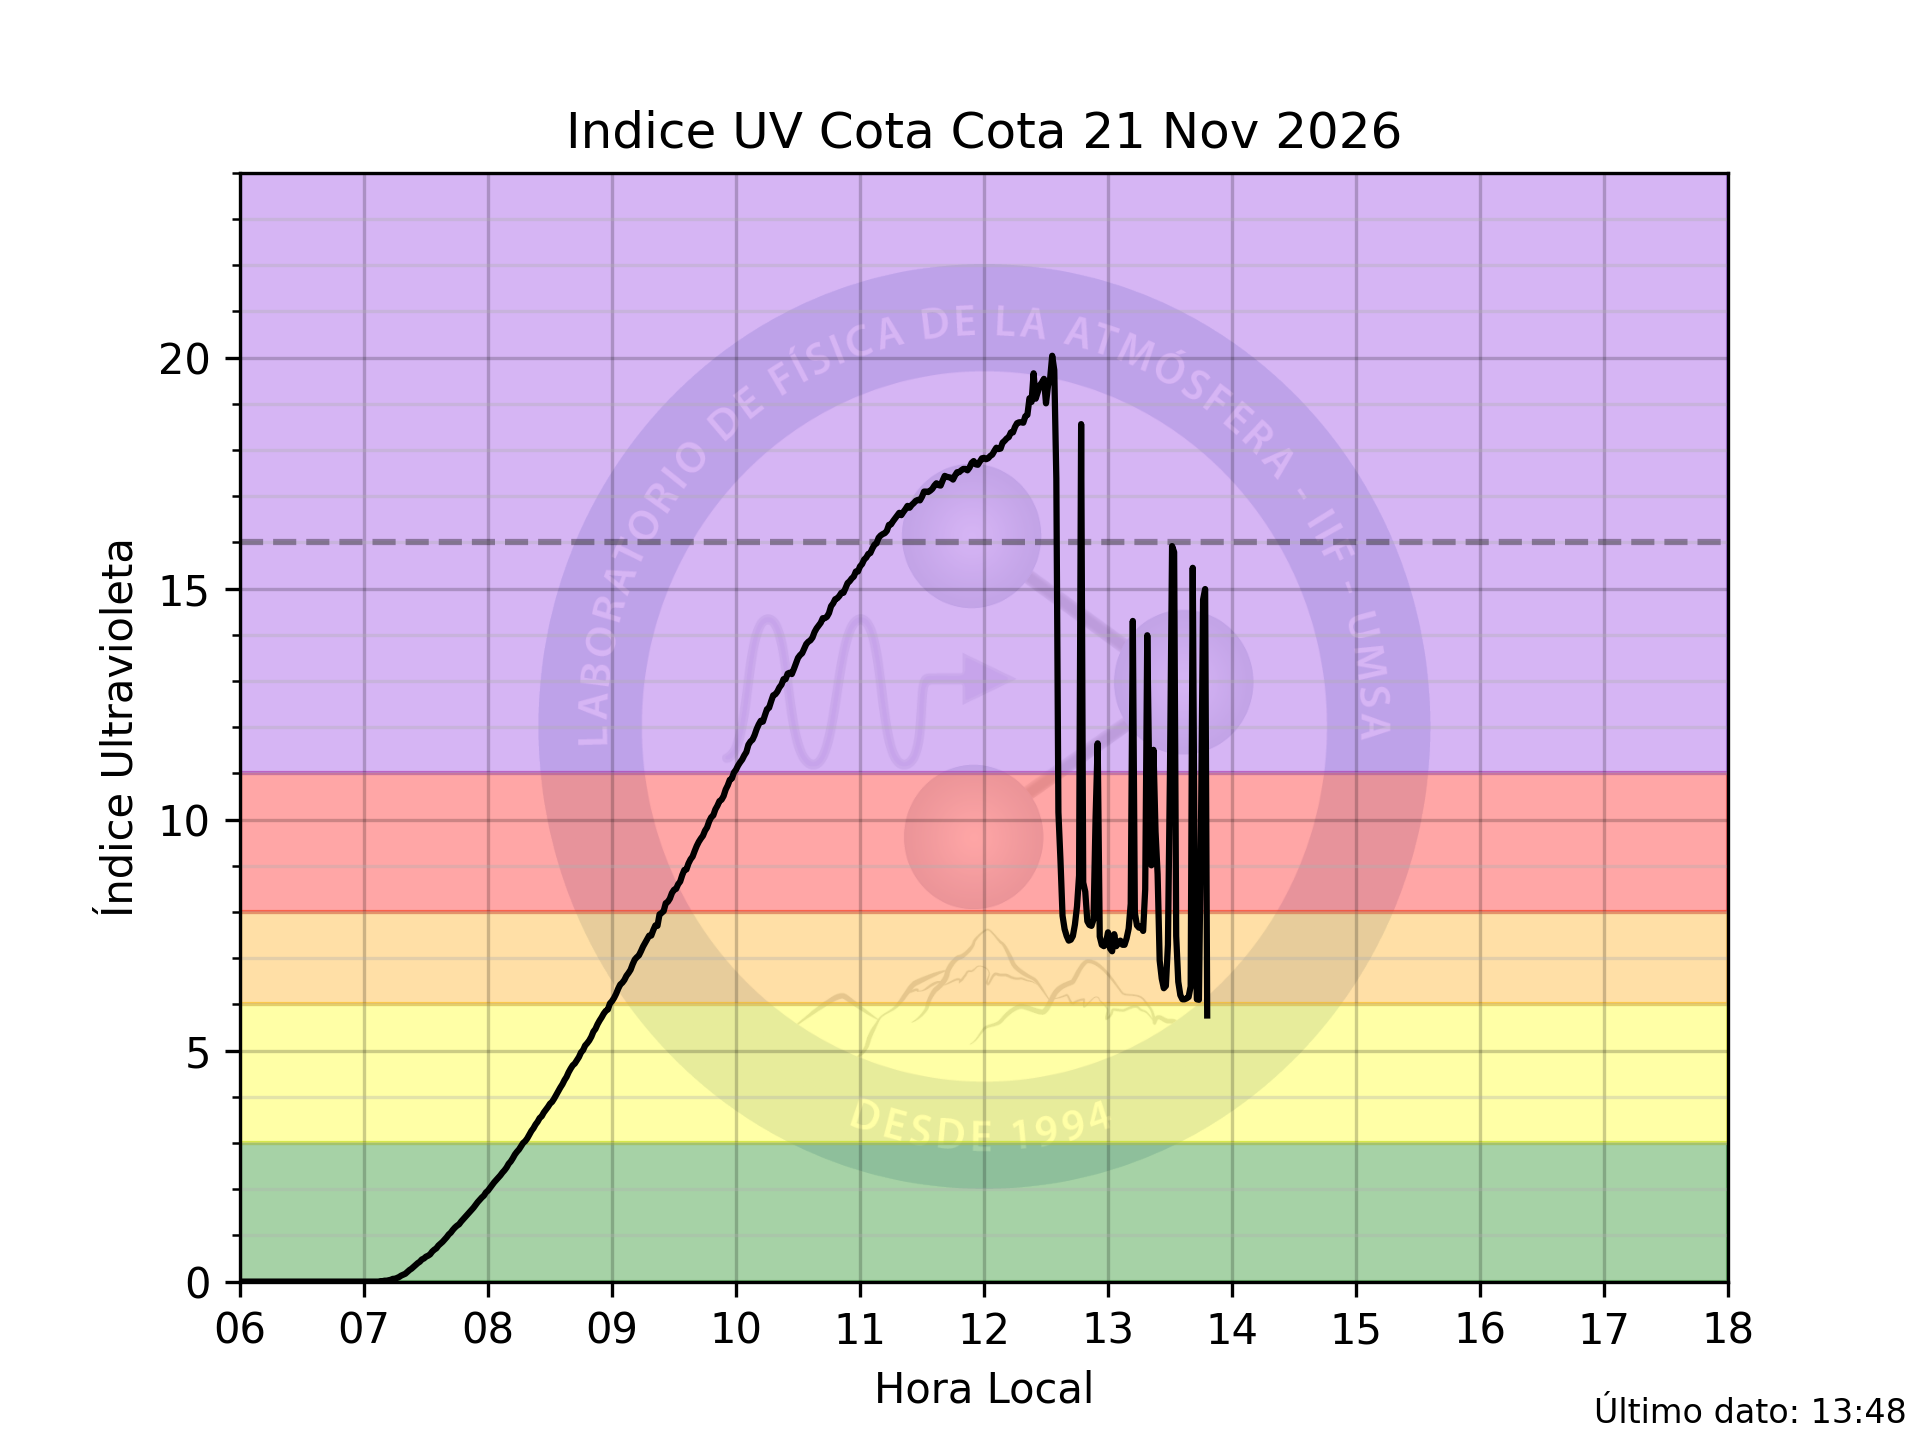 Indice UV Cota Cota 21 Nov 2026
Índice Ultravioleta
20
15
10
5
0
LABORATORIO DE FÍSICA DE LA ATMÓSFERA - IIF - UMSA
DESDE 1994
06 07 08 09 10 11 12 13 14 15 16 17 18
Hora Local
Último dato: 13:48